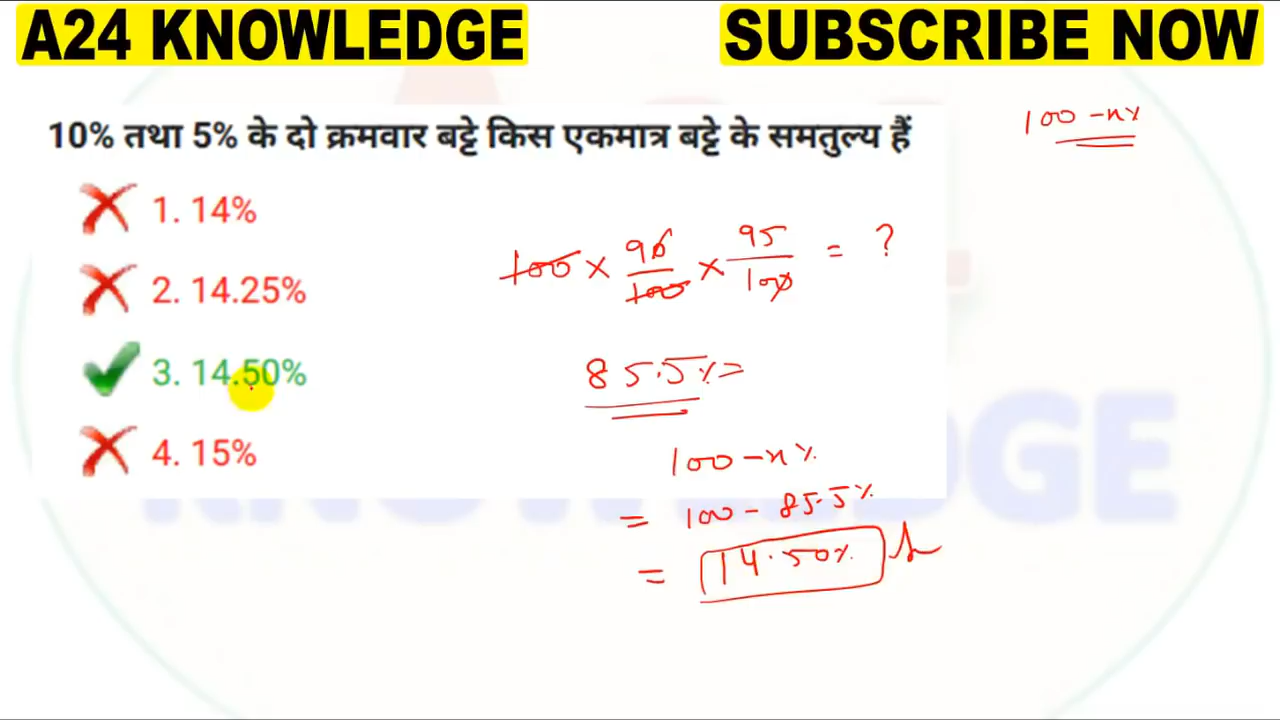 A24 KNOWLEDGE
SUBSCRIBE NOW
100 - x%
10% तथा 5% के दो क्रमवार बट्टे किस एकमात्र बट्टे के समतुल्य हैं
1. 14%
2. 14.25%
3. 14.50%
4. 15%
100 × 90/100 × 95/100 = ?
85.5% =
100 - x%
= 100 - 85.5%
= 14.50%